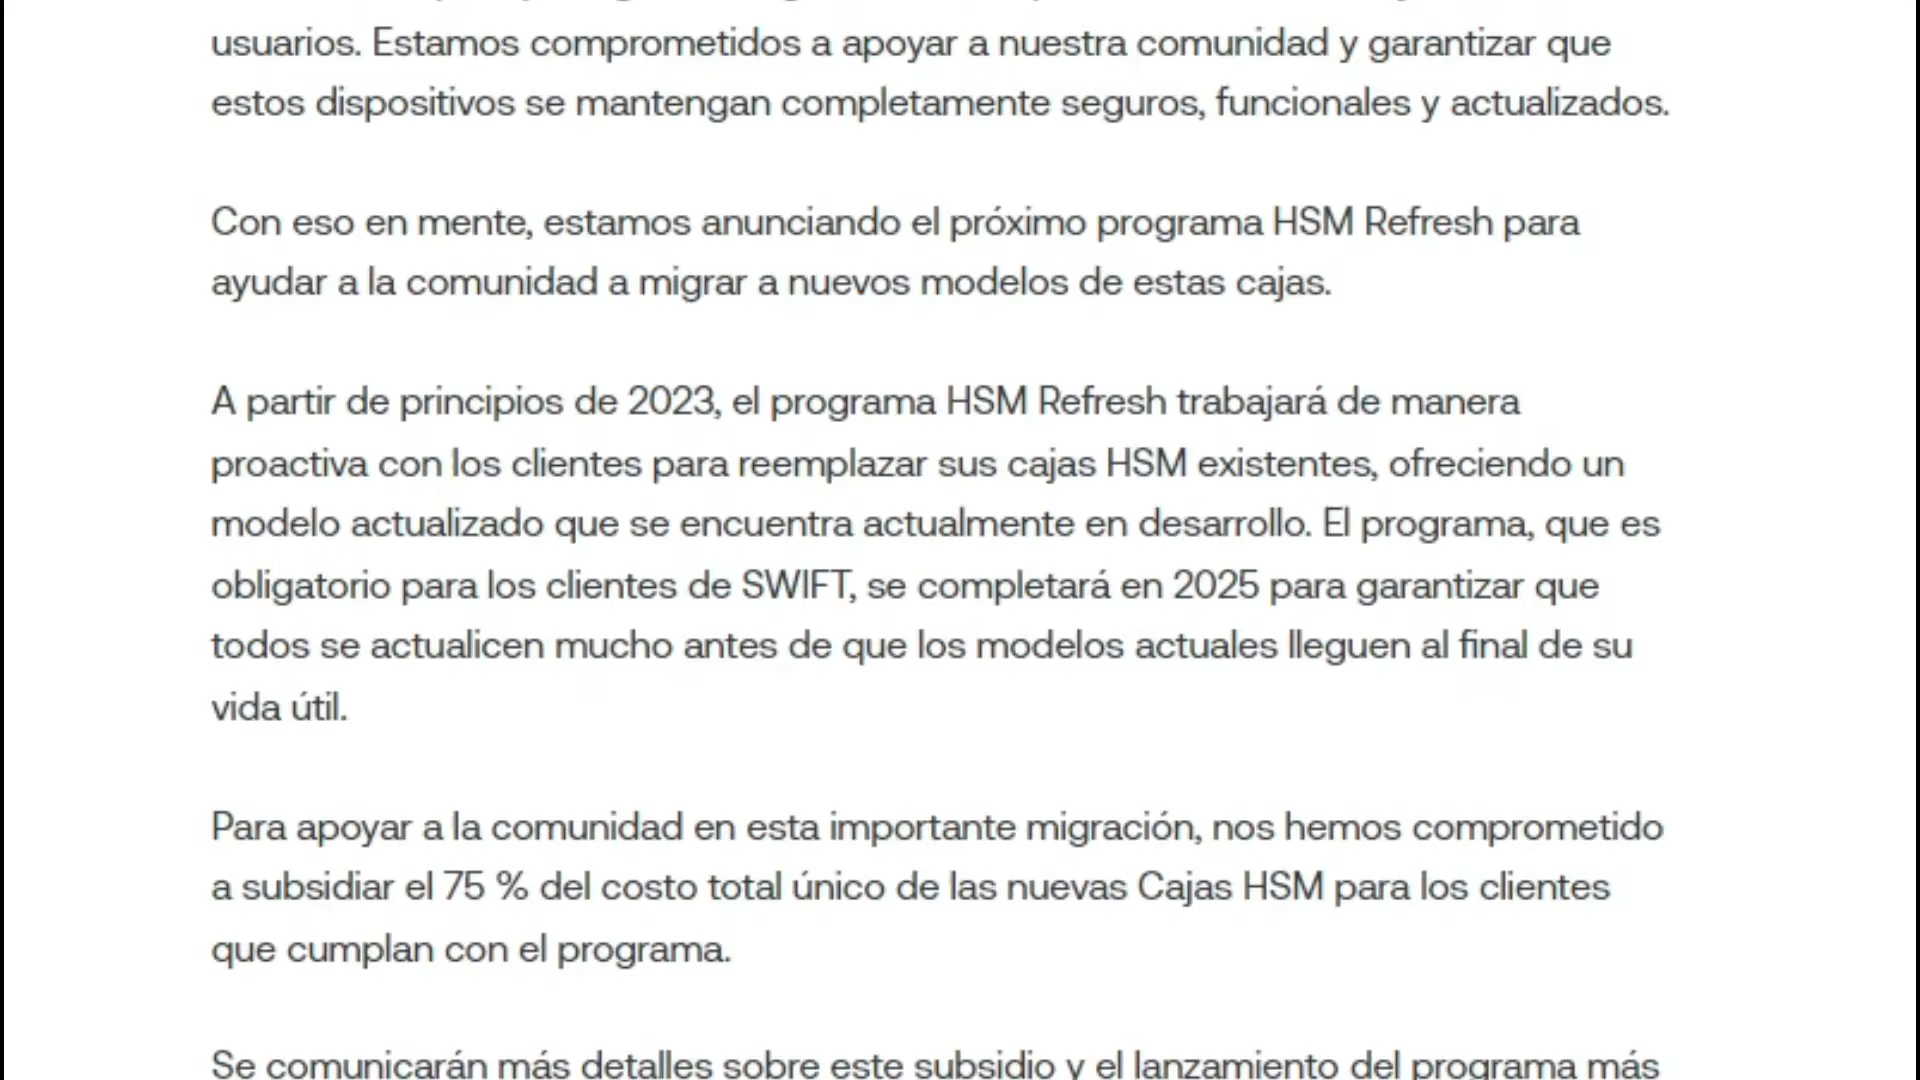 usuarios. Estamos comprometidos a apoyar a nuestra comunidad y garantizar que
estos dispositivos se mantengan completamente seguros, funcionales y actualizados.
Con eso en mente, estamos anunciando el próximo programa HSM Refresh para
ayudar a la comunidad a migrar a nuevos modelos de estas cajas.
A partir de principios de 2023, el programa HSM Refresh trabajará de manera
proactiva con los clientes para reemplazar sus cajas HSM existentes, ofreciendo un
modelo actualizado que se encuentra actualmente en desarrollo. El programa, que es
obligatorio para los clientes de SWIFT, se completará en 2025 para garantizar que
todos se actualicen mucho antes de que los modelos actuales lleguen al final de su
vida útil.
Para apoyar a la comunidad en esta importante migración, nos hemos comprometido
a subsidiar el 75 % del costo total único de las nuevas Cajas HSM para los clientes
que cumplan con el programa.
Se comunicarán más detalles sobre este subsidio y el lanzamiento del programa más